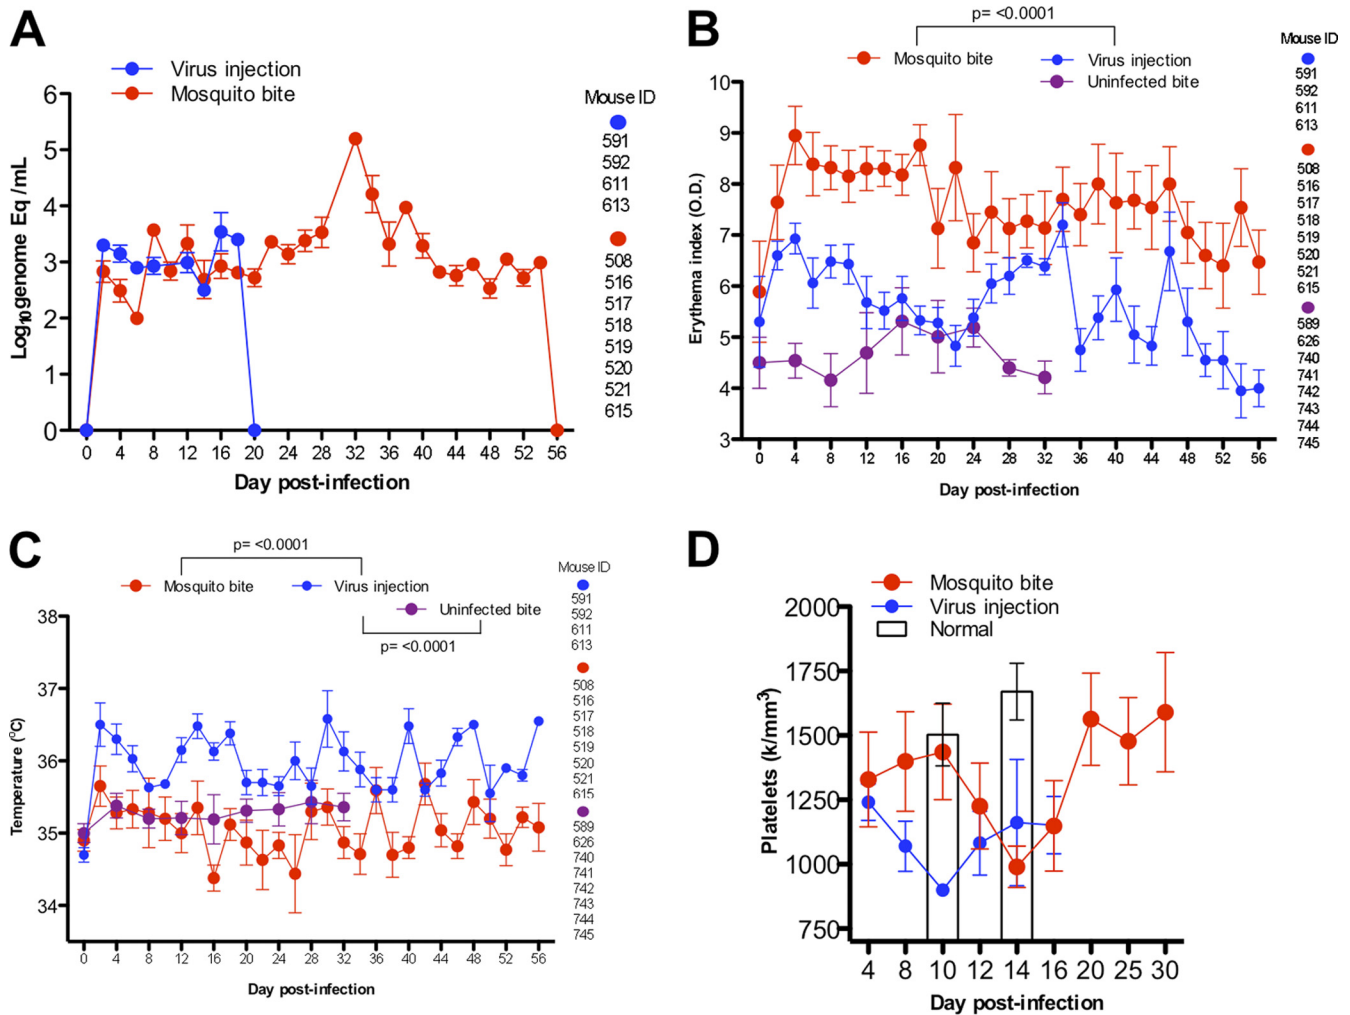 A
Virus injection
Mosquito bite
Log10genome Eq/mL
6
5
4
3
2
1
0
0 4 8 12 16 20 24 28 32 36 40 44 48 56
Day post-infection
Mouse ID
591
592
611
613
508
516
517
518
519
520
521
615
B
p= <0.0001
Mosquito bite
Virus injection
Uninfected bite
Erythema index (O.D.)
10
9
8
7
6
5
4
3
0 4 8 12 16 20 24 28 32 36 40 44 48 52 56
Day post-infection
Mouse ID
591
592
611
613
508
516
517
518
519
520
521
615
589
626
740
741
742
743
744
745
C
p= <0.0001
Mosquito bite
Virus injection
Uninfected bite
p= <0.0001
Temperature (°C)
38
37
36
35
34
0 4 8 12 16 20 24 28 32 36 40 44 48 52 56
Day post-infection
Mouse ID
591
592
611
613
508
516
517
518
519
520
521
615
589
626
740
741
742
743
744
745
D
Mosquito bite
Virus injection
Normal
Platelets (k/mm³)
2000
1750
1500
1250
1000
750
4 8 10 12 14 16 20 25 30
Day post-infection